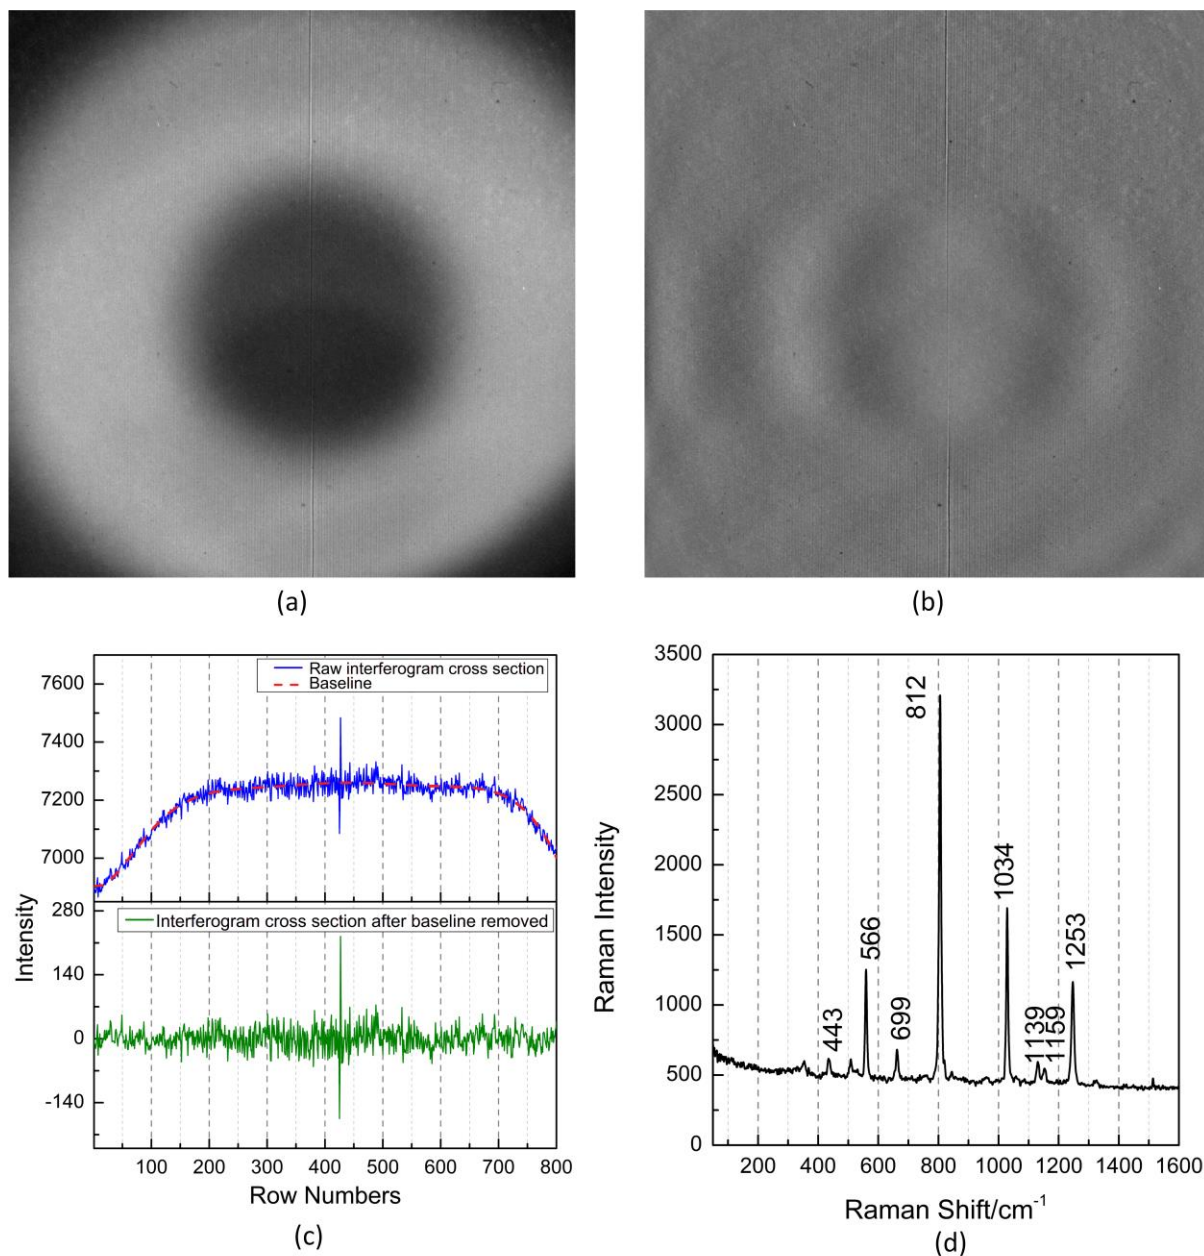 (a)
(b)
Raw interferogram cross section
Baseline
7600
7400
7200
7000
280
Interferogram cross section after baseline removed
140
0
-140
Intensity
100 200 300 400 500 600 700 800
Row Numbers
(c)
3500
3000
2500
2000
1500
1000
500
0
Raman Intensity
443
566
699
812
1034
1139
1159
1253
200 400 600 800 1000 1200 1400 1600
Raman Shift/cm⁻¹
(d)